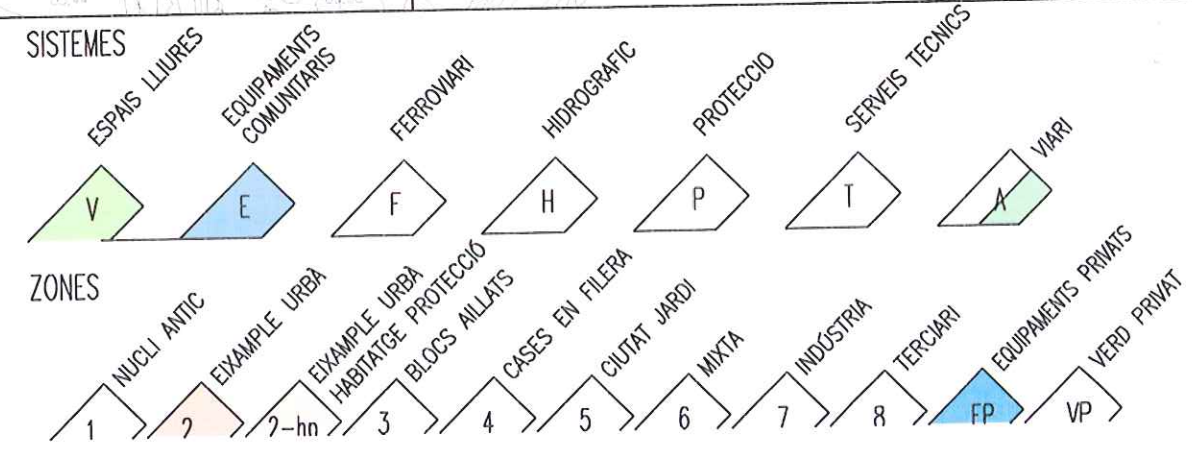 SISTEMES
ESPAIS LLIURES
EQUIPAMENTS
COMUNITARIS
FERROVIARI
HIDROGRAFIC
PROTECCIO
SERVEIS TECNICS
VIARI
V
E
F
H
P
T
A
ZONES
NUCLI ANTIC
EIXAMPLE URBÀ
EIXAMPLE URBÀ
HABITATGE PROTECCIÓ
BLOCS AILLATS
CASES EN FILERA
CIUTAT JARDI
MIXTA
INDÚSTRIA
TERCIARI
EQUIPAMENTS PRIVATS
VERD PRIVAT
1
2
2-hp
3
4
5
6
7
8
EP
VP